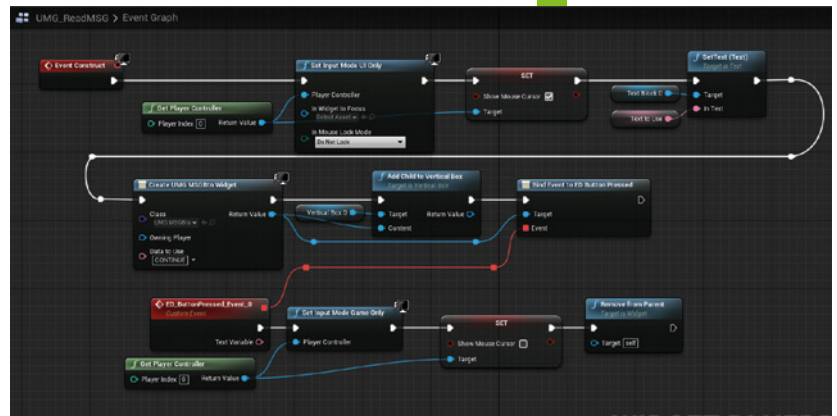 UMG_ReadMSG > Event Graph
Event Construct
Set Input Mode UI Only
Player Controller
In Widget to Focus
Select Asset
In Mouse Lock Mode
Do Not Lock
Get Player Controller
Player Index 0
Return Value
SET
Show Mouse Cursor
Target
SetText (Text)
Target is Text
Text Block 0
Target
Text to Use
In Text
Create UMG MSGBtn Widget
Class
UMG MSGBtn
Return Value
Owning Player
Data to Use
CONTINUE
Vertical Box 0
Add Child to Vertical Box
Target is Vertical Box
Target
Return Value
Content
Bind Event to ED Button Pressed
Target
Event
ED_ButtonPressed_Event_0
Custom Event
Text Variable
Set Input Mode Game Only
Player Controller
Get Player Controller
Player Index 0
Return Value
SET
Show Mouse Cursor
Target
Remove from Parent
Target is Widget
Target self